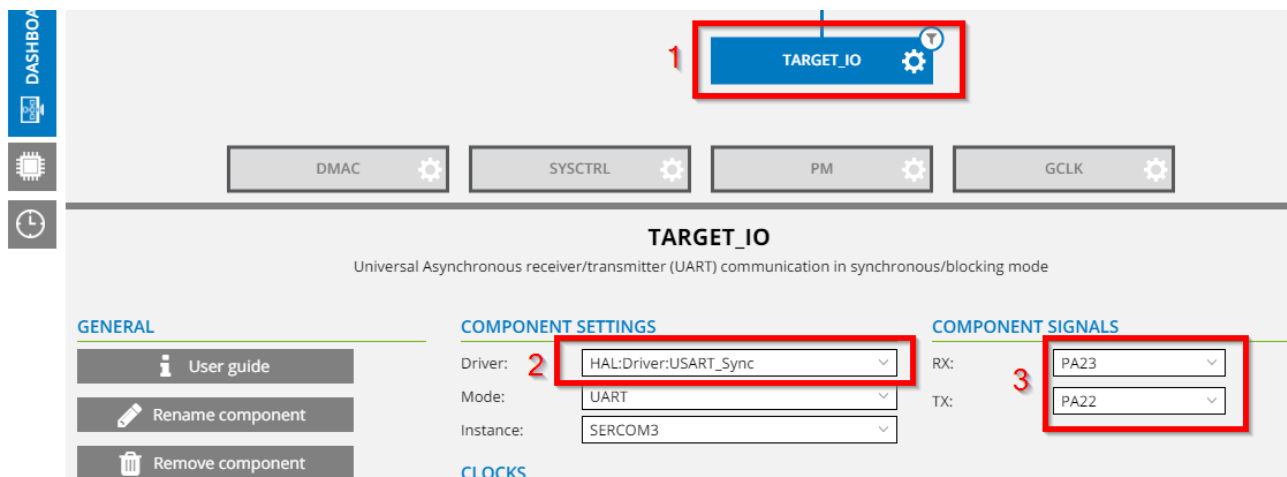 DASHBOA
1
TARGET_IO
DMAC
SYSCTRL
PM
GCLK
TARGET_IO
Universal Asynchronous receiver/transmitter (UART) communication in synchronous/blocking mode
GENERAL
COMPONENT SETTINGS
COMPONENT SIGNALS
User guide
Driver:
2
HAL:Driver:USART_Sync
RX:
3
PA23
Mode:
UART
TX:
PA22
Rename component
Instance:
SERCOM3
Remove component
CLOCKS